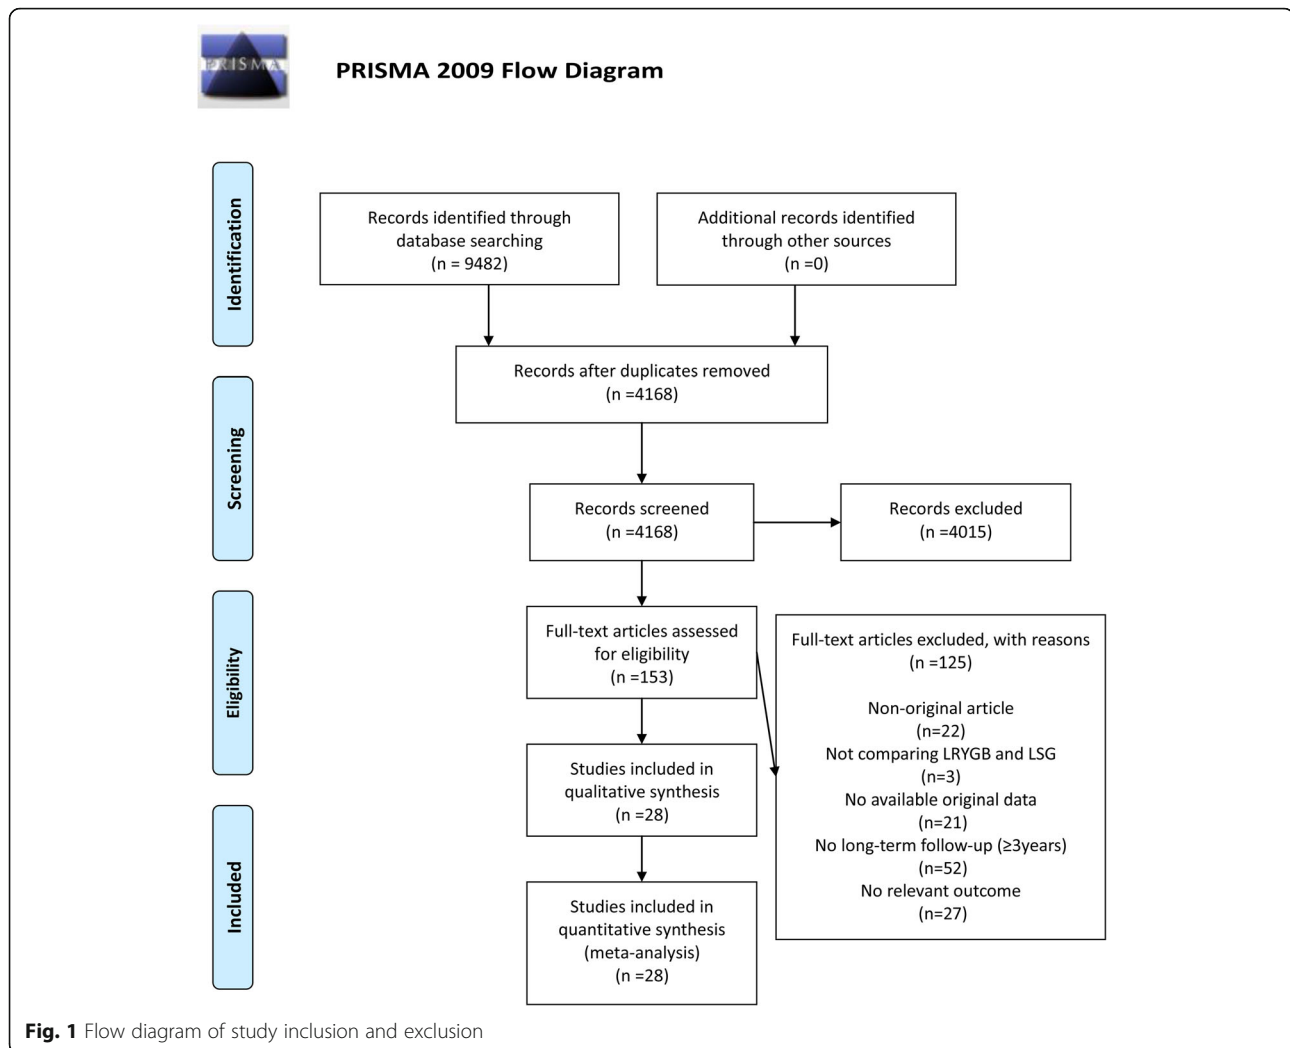 PRISMA
PRISMA 2009 Flow Diagram
Identification
Records identified through
database searching
(n = 9482)
Additional records identified
through other sources
(n =0)
Records after duplicates removed
(n =4168)
Screening
Records screened
(n =4168)
Records excluded
(n =4015)
Eligibility
Full-text articles assessed
for eligibility
(n =153)
Full-text articles excluded, with reasons
(n =125)
Non-original article
(n=22)
Not comparing LRYGB and LSG
(n=3)
No available original data
(n=21)
No long-term follow-up (≥3years)
(n=52)
No relevant outcome
(n=27)
Studies included in
qualitative synthesis
(n =28)
Included
Studies included in
quantitative synthesis
(meta-analysis)
(n =28)
Fig. 1 Flow diagram of study inclusion and exclusion